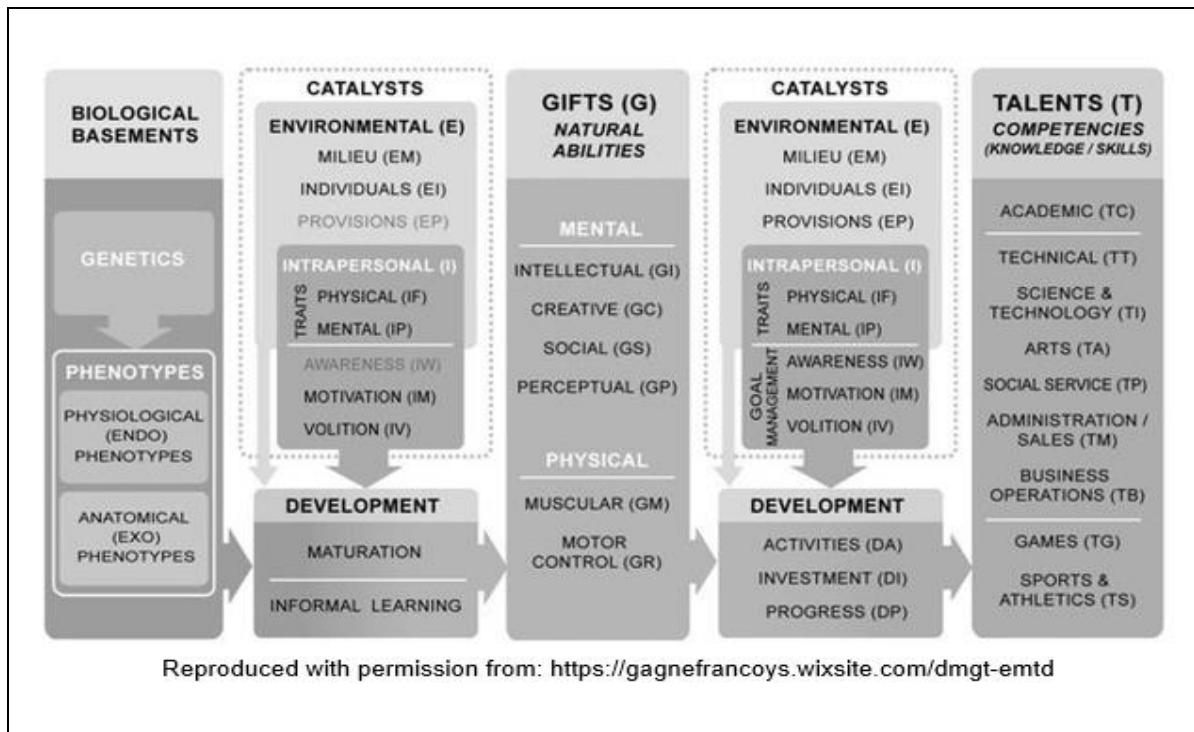 BIOLOGICAL
BASEMENTS
GENETICS
PHENOTYPES
PHYSIOLOGICAL
(ENDO)
PHENOTYPES
ANATOMICAL
(EXO)
PHENOTYPES
CATALYSTS
ENVIRONMENTAL (E)
MILIEU (EM)
INDIVIDUALS (EI)
PROVISIONS (EP)
INTRAPERSONAL (I)
TRAITS
PHYSICAL (IF)
MENTAL (IP)
AWARENESS (IW)
MOTIVATION (IM)
VOLITION (IV)
DEVELOPMENT
MATURATION
INFORMAL LEARNING
GIFTS (G)
NATURAL
ABILITIES
MENTAL
INTELLECTUAL (GI)
CREATIVE (GC)
SOCIAL (GS)
PERCEPTUAL (GP)
PHYSICAL
MUSCULAR (GM)
MOTOR
CONTROL (GR)
CATALYSTS
ENVIRONMENTAL (E)
MILIEU (EM)
INDIVIDUALS (EI)
PROVISIONS (EP)
INTRAPERSONAL (I)
TRAITS
PHYSICAL (IF)
MENTAL (IP)
GOAL
MANAGEMENT
AWARENESS (IW)
MOTIVATION (IM)
VOLITION (IV)
DEVELOPMENT
ACTIVITIES (DA)
INVESTMENT (DI)
PROGRESS (DP)
TALENTS (T)
COMPETENCIES
(KNOWLEDGE / SKILLS)
ACADEMIC (TC)
TECHNICAL (TT)
SCIENCE &
TECHNOLOGY (TI)
ARTS (TA)
SOCIAL SERVICE (TP)
ADMINISTRATION /
SALES (TM)
BUSINESS
OPERATIONS (TB)
GAMES (TG)
SPORTS &
ATHLETICS (TS)
Reproduced with permission from: https://gagnefrancoys.wixsite.com/dmgt-emtd